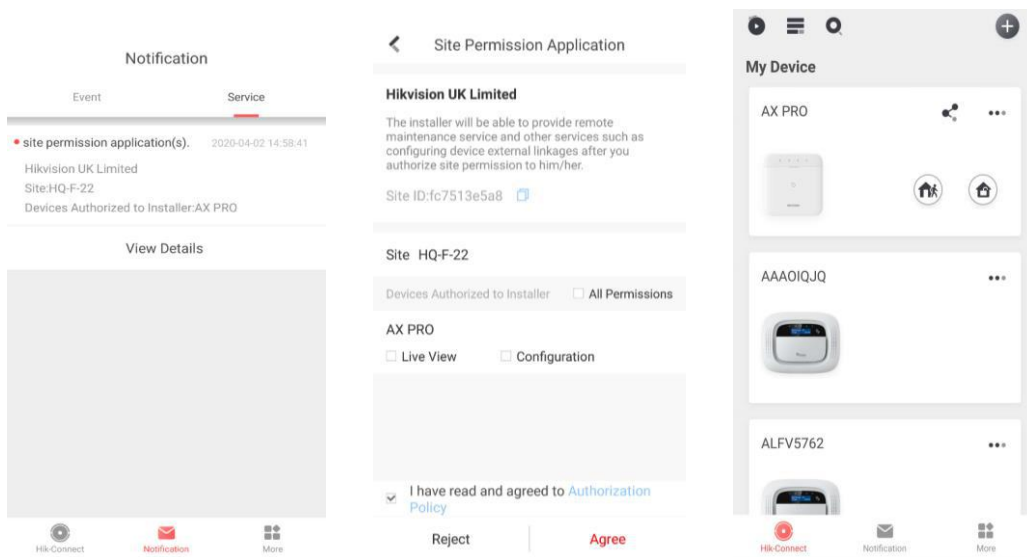 Notification
Event
Service
site permission application(s).
2020-04-02 14:58:41
Hikvision UK Limited
Site:HQ-F-22
Devices Authorized to Installer:AX PRO
View Details
Hik-Connect
Notification
More
Site Permission Application
Hikvision UK Limited
The installer will be able to provide remote
maintenance service and other services such as
configuring device external linkages after you
authorize site permission to him/her.
Site ID:fc7513e5a8
Site HQ-F-22
Devices Authorized to Installer
All Permissions
AX PRO
Live View
Configuration
I have read and agreed to Authorization
Policy
Reject
Agree
My Device
AX PRO
AAAOIQJQ
ALFV5762
Hik-Connect
Notification
More